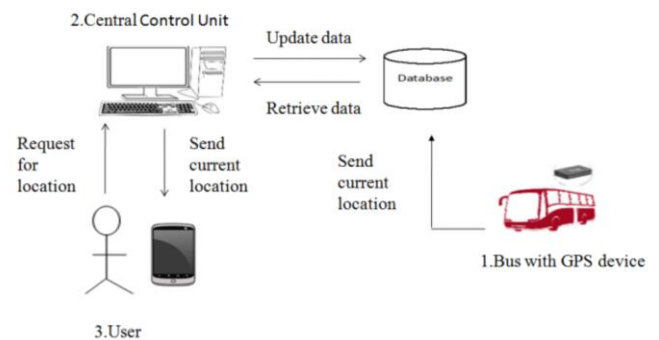 2.Central Control Unit
Update data
Database
Retrieve data
Request
for
location
Send
current
location
Send
current
location
1.Bus with GPS device
3.User